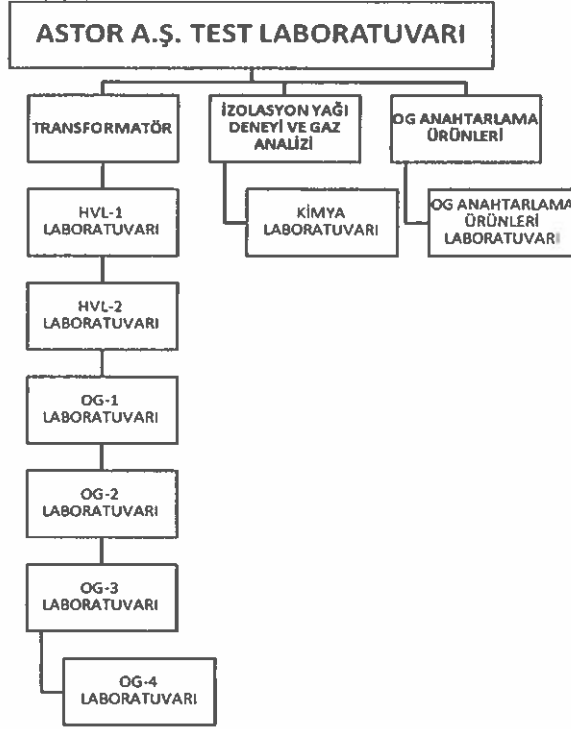 ASTOR A.Ş. TEST LABORATUVARI
TRANSFORMATÖR
İZOLASYON YAĞI
DENEYİ VE GAZ
ANALİZİ
OG ANAHTARLAMA
ÜRÜNLERİ
HVL-1
LABORATUVARI
KİMYA
LABORATUVARI
OG ANAHTARLAMA
ÜRÜNLERİ
LABORATUVARI
HVL-2
LABORATUVARI
OG-1
LABORATUVARI
OG-2
LABORATUVARI
OG-3
LABORATUVARI
OG-4
LABORATUVARI